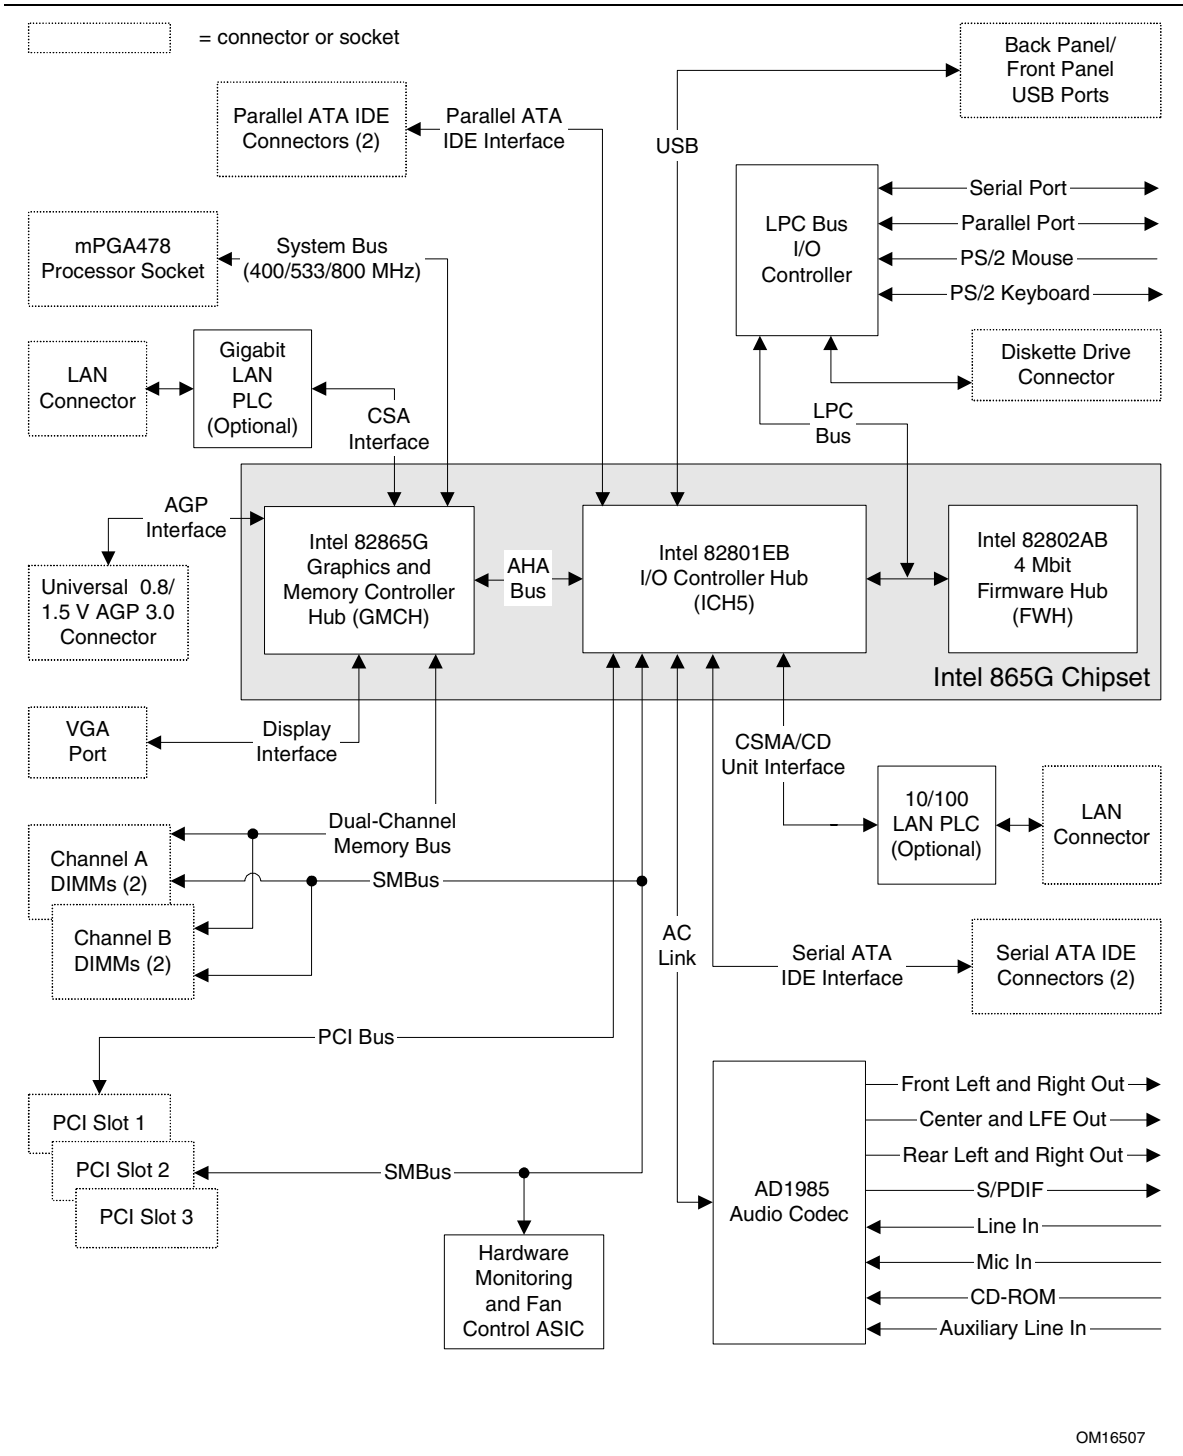 = connector or socket
Back Panel/
Front Panel
USB Ports
Parallel ATA IDE
Connectors (2)
Parallel ATA
IDE Interface
USB
LPC Bus
I/O
Controller
Serial Port
Parallel Port
PS/2 Mouse
PS/2 Keyboard
mPGA478
Processor Socket
System Bus
(400/533/800 MHz)
LAN
Connector
Gigabit
LAN
PLC
(Optional)
CSA
Interface
Diskette Drive
Connector
LPC
Bus
AGP
Interface
Intel 82865G
Graphics and
Memory Controller
Hub (GMCH)
AHA
Bus
Intel 82801EB
I/O Controller Hub
(ICH5)
Intel 82802AB
4 Mbit
Firmware Hub
(FWH)
Universal 0.8/
1.5 V AGP 3.0
Connector
Intel 865G Chipset
VGA
Port
Display
Interface
CSMA/CD
Unit Interface
10/100
LAN PLC
(Optional)
LAN
Connector
Dual-Channel
Memory Bus
Channel A
DIMMs (2)
SMBus
Channel B
DIMMs (2)
AC
Link
Serial ATA
IDE Interface
Serial ATA IDE
Connectors (2)
PCI Bus
PCI Slot 1
PCI Slot 2
PCI Slot 3
SMBus
Hardware
Monitoring
and Fan
Control ASIC
AD1985
Audio Codec
Front Left and Right Out
Center and LFE Out
Rear Left and Right Out
S/PDIF
Line In
Mic In
CD-ROM
Auxiliary Line In
OM16507